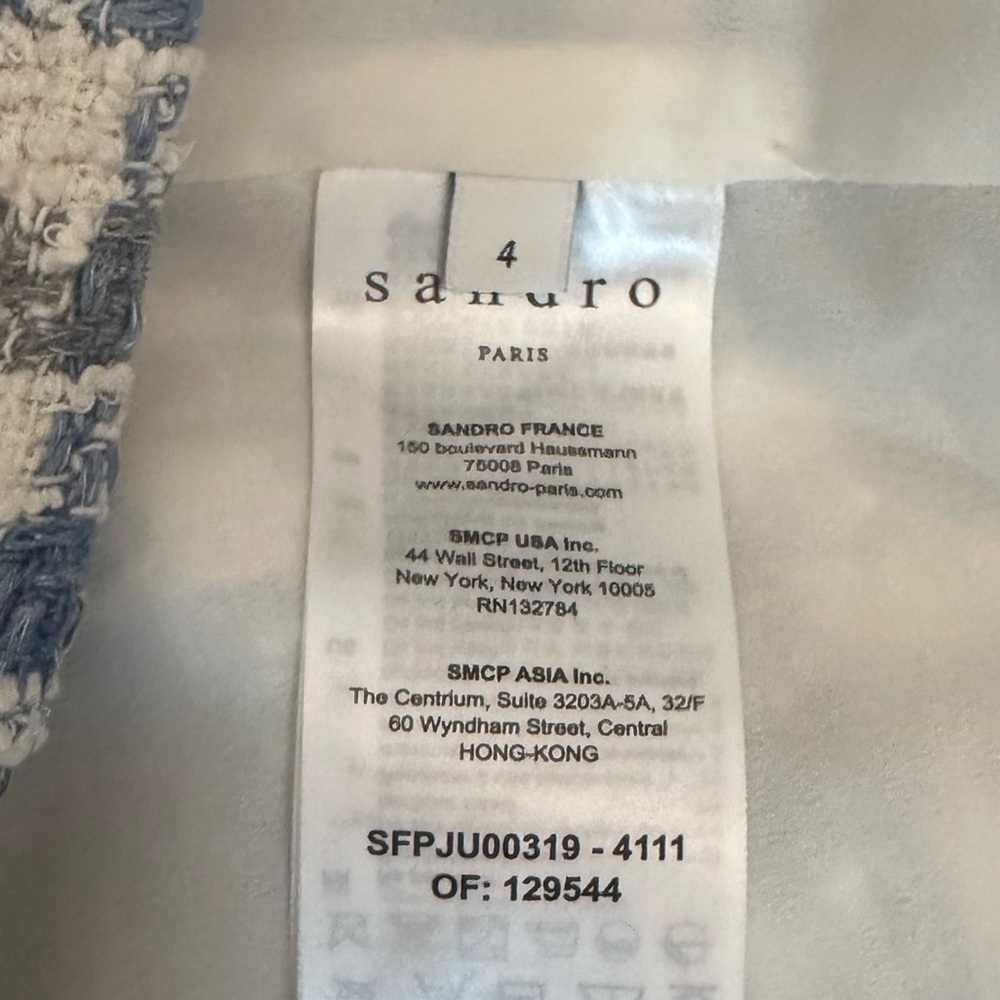 4
sandro
PARIS
SANDRO FRANCE
150 boulevard Haussmann
75008 Paris
www.sandro-paris.com
SMCP USA Inc.
44 Wall Street, 12th Floor
New York, New York 10005
RN132784
SMCP ASIA Inc.
The Centrium, Suite 3203A-5A, 32/F
60 Wyndham Street, Central
HONG-KONG
SFPJU00319 - 4111
OF: 129544